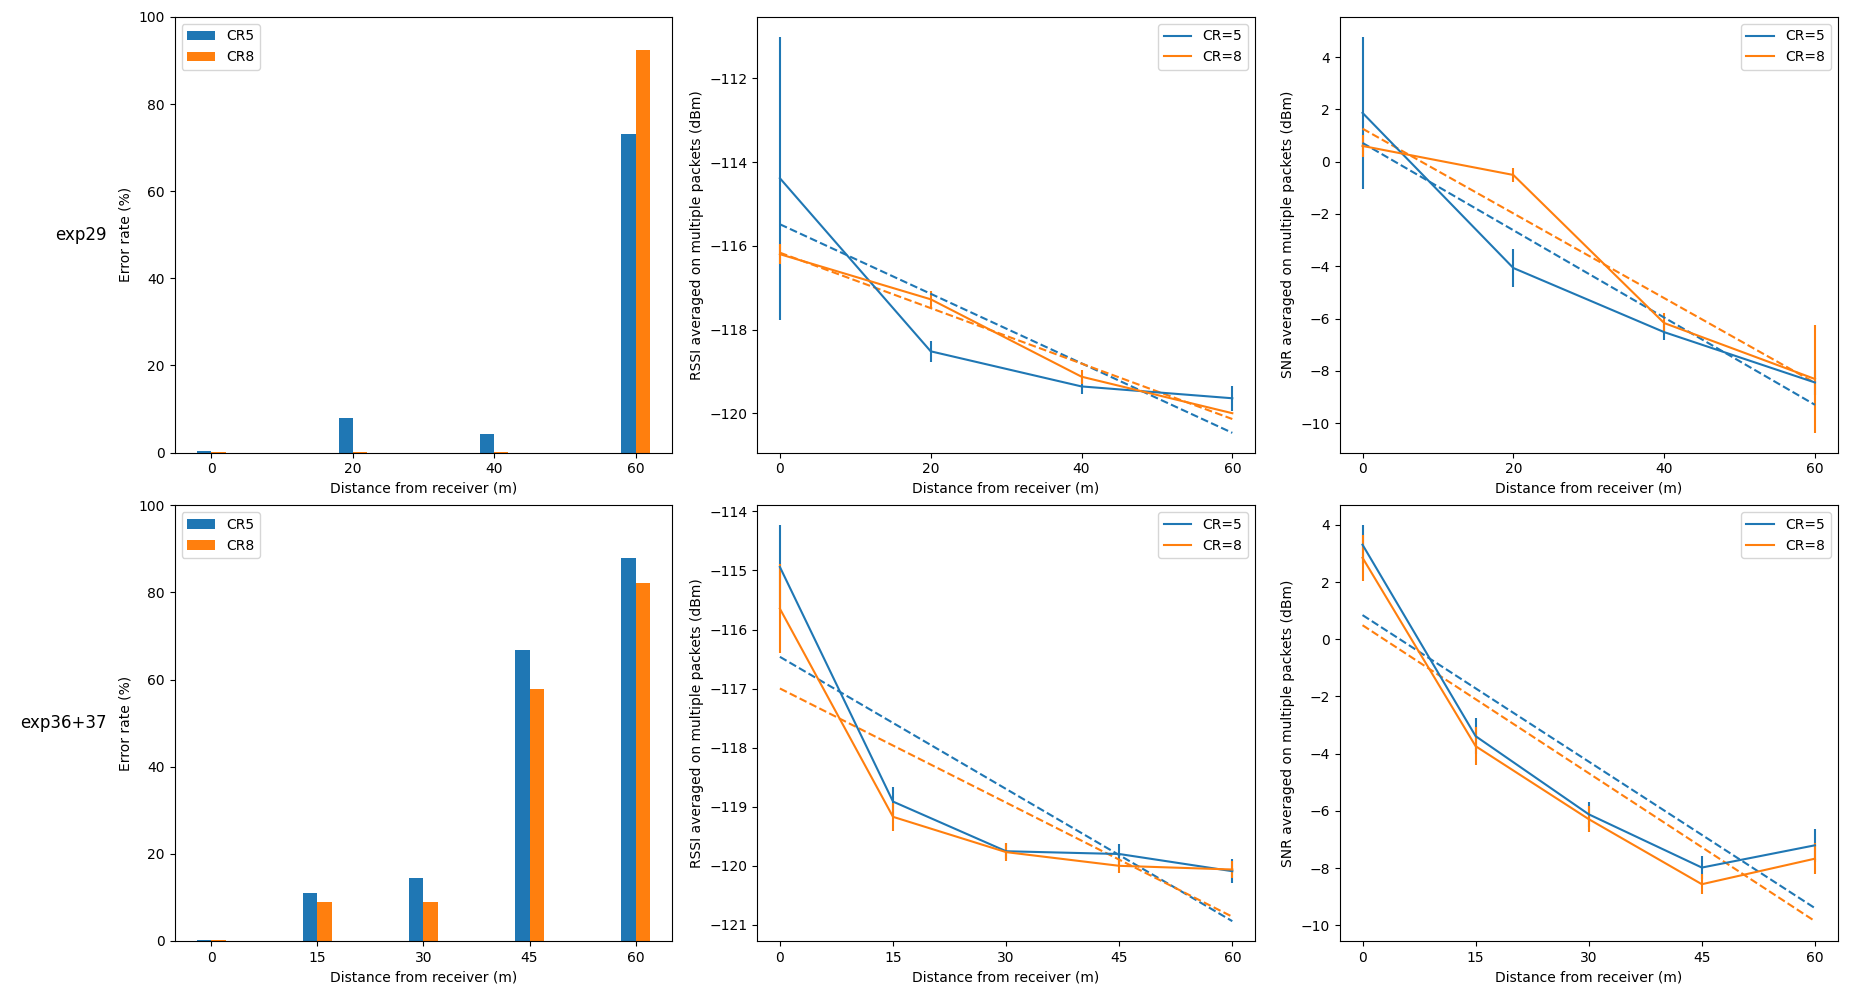 exp29
Error rate (%)
100
80
60
40
20
0
CR5
CR8
0 20 40 60
Distance from receiver (m)
RSSI averaged on multiple packets (dBm)
−112
−114
−116
−118
−120
CR=5
CR=8
0 20 40 60
Distance from receiver (m)
SNR averaged on multiple packets (dBm)
4
2
0
−2
−4
−6
−8
−10
CR=5
CR=8
0 20 40 60
Distance from receiver (m)
exp36+37
Error rate (%)
100
80
60
40
20
0
CR5
CR8
0 15 30 45 60
Distance from receiver (m)
RSSI averaged on multiple packets (dBm)
−114
−115
−116
−117
−118
−119
−120
−121
CR=5
CR=8
0 15 30 45 60
Distance from receiver (m)
SNR averaged on multiple packets (dBm)
4
2
0
−2
−4
−6
−8
−10
CR=5
CR=8
0 15 30 45 60
Distance from receiver (m)